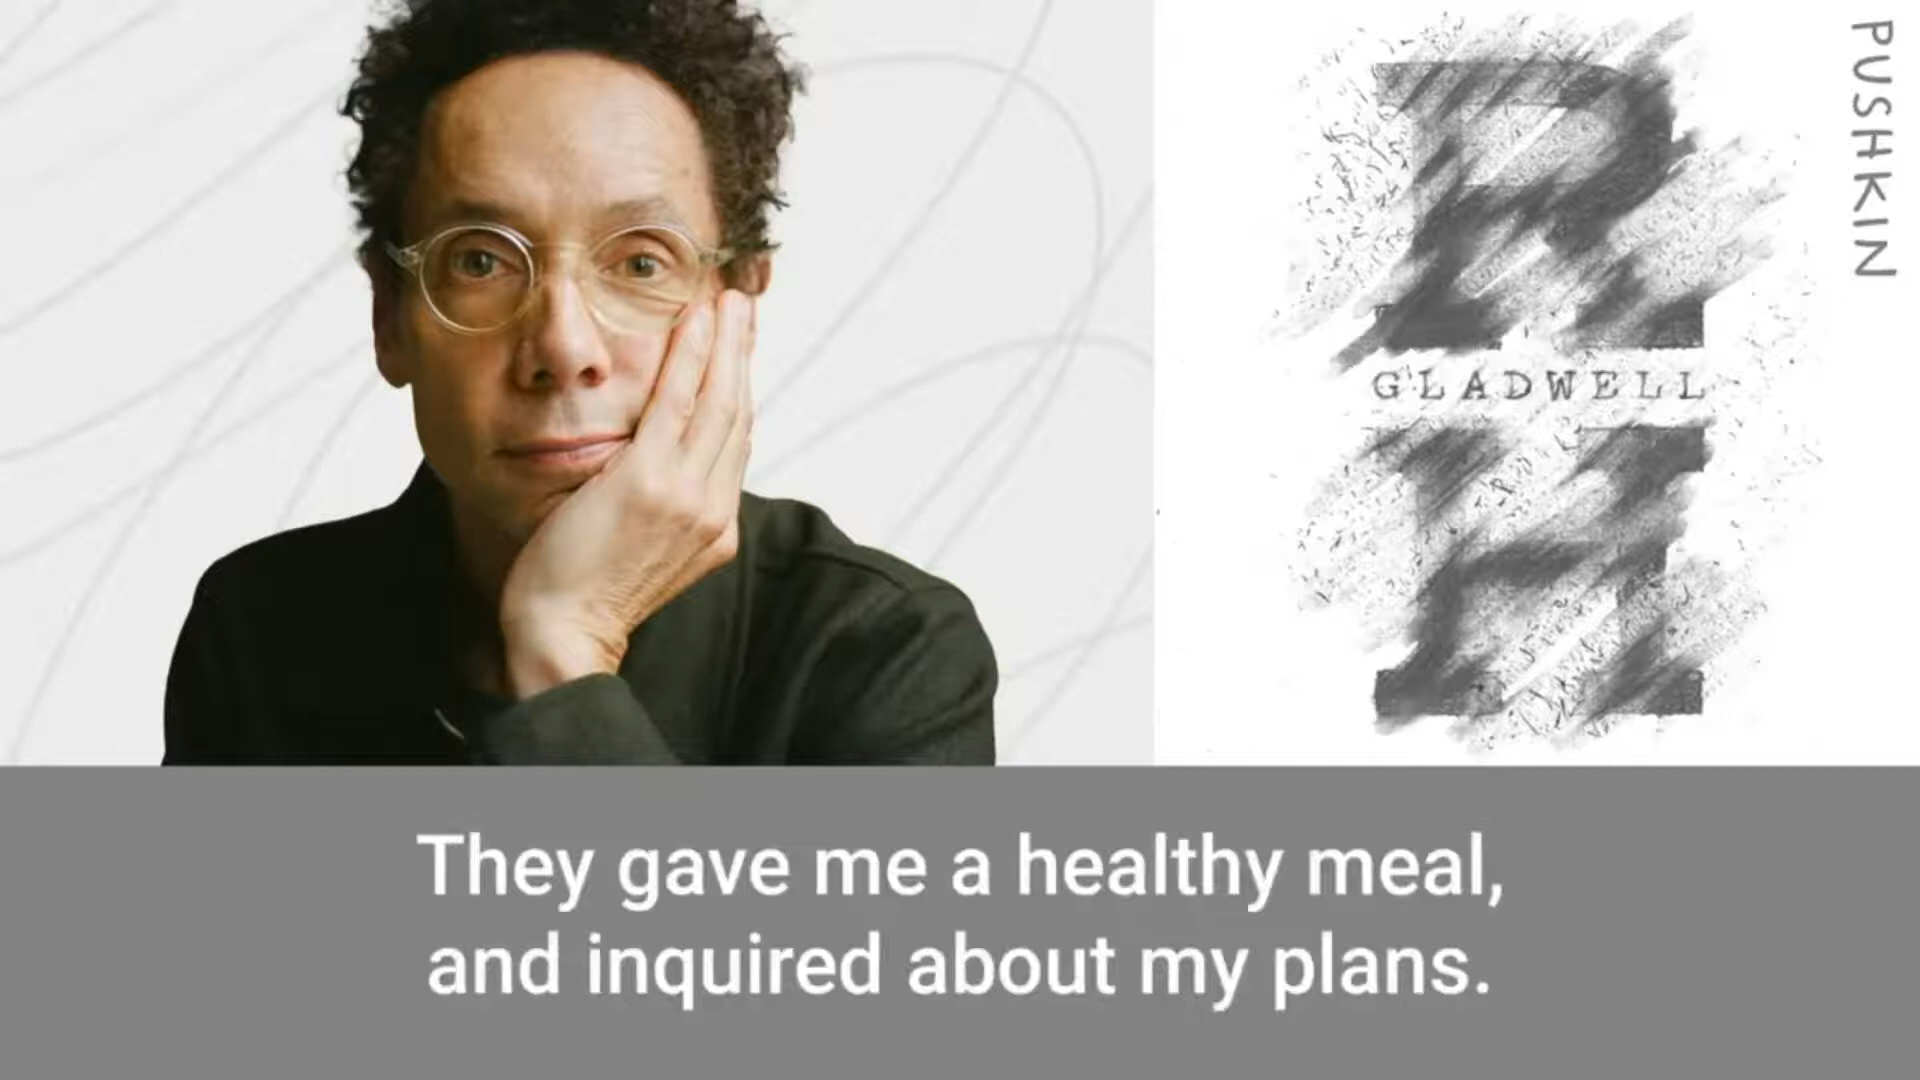 PUSHKIN
R
GLADWELL
H
They gave me a healthy meal,
and inquired about my plans.